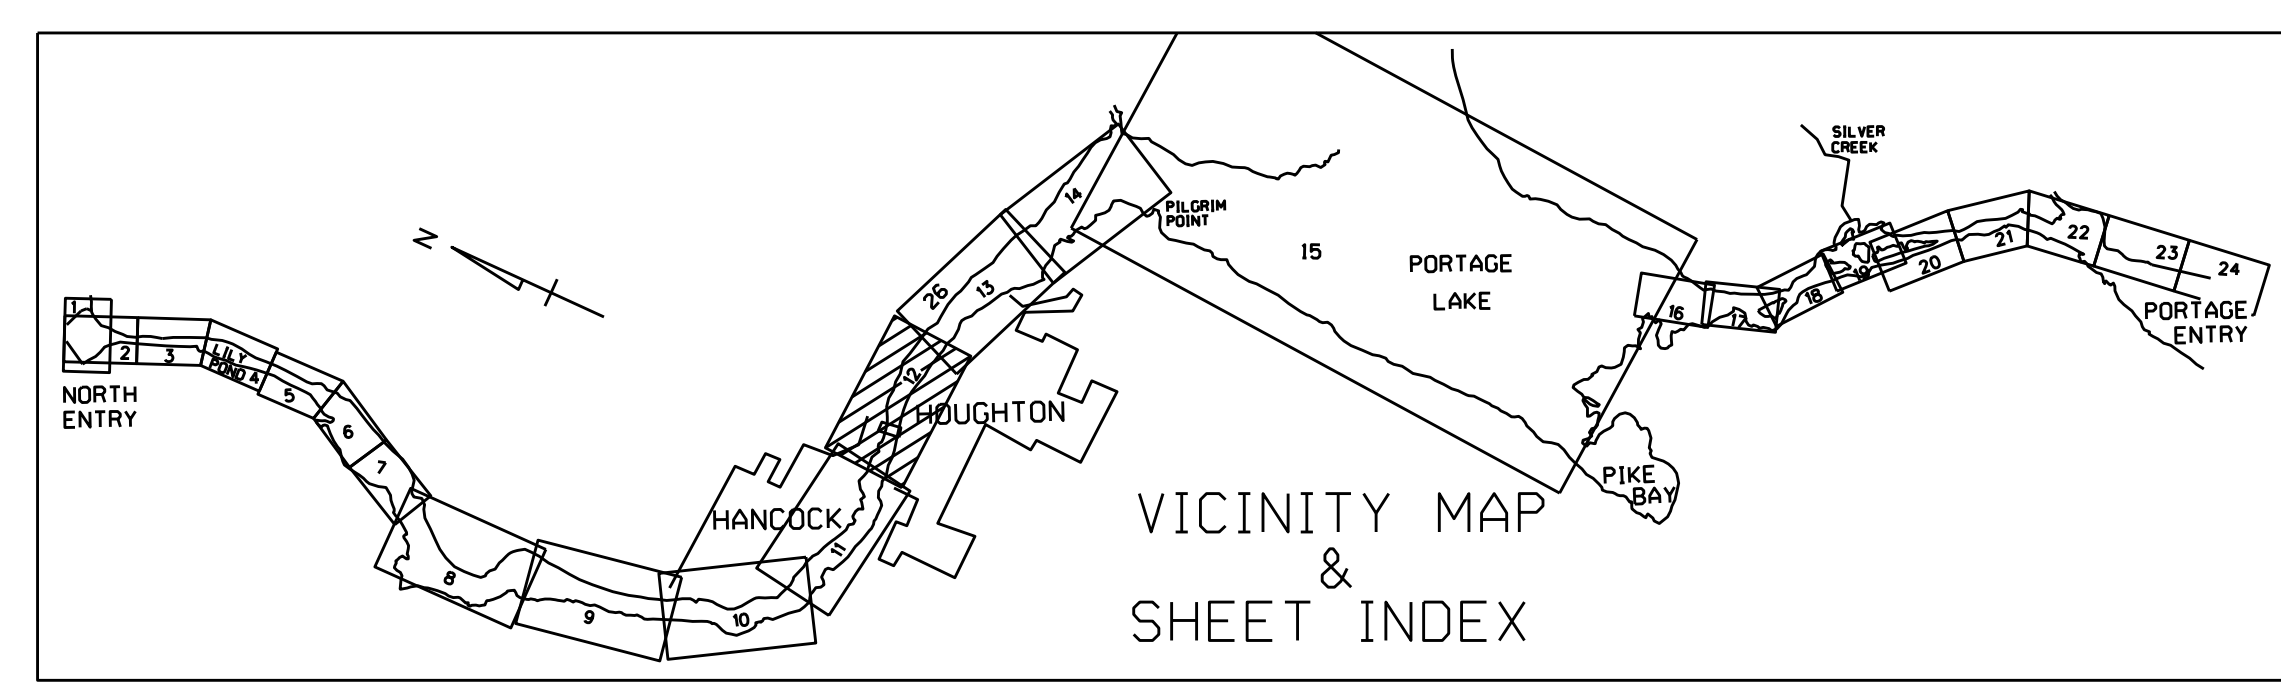 N
1
2
3
LILY
POND 4
5
6
7
8
9
10
11
12
26
13
14
15
16
17
18
19
20
21
22
23
24
NORTH
ENTRY
HANCOCK
HOUGHTON
PILGRIM
POINT
PORTAGE
LAKE
PIKE
BAY
SILVER
CREEK
PORTAGE
ENTRY
VICINITY MAP
&
SHEET INDEX